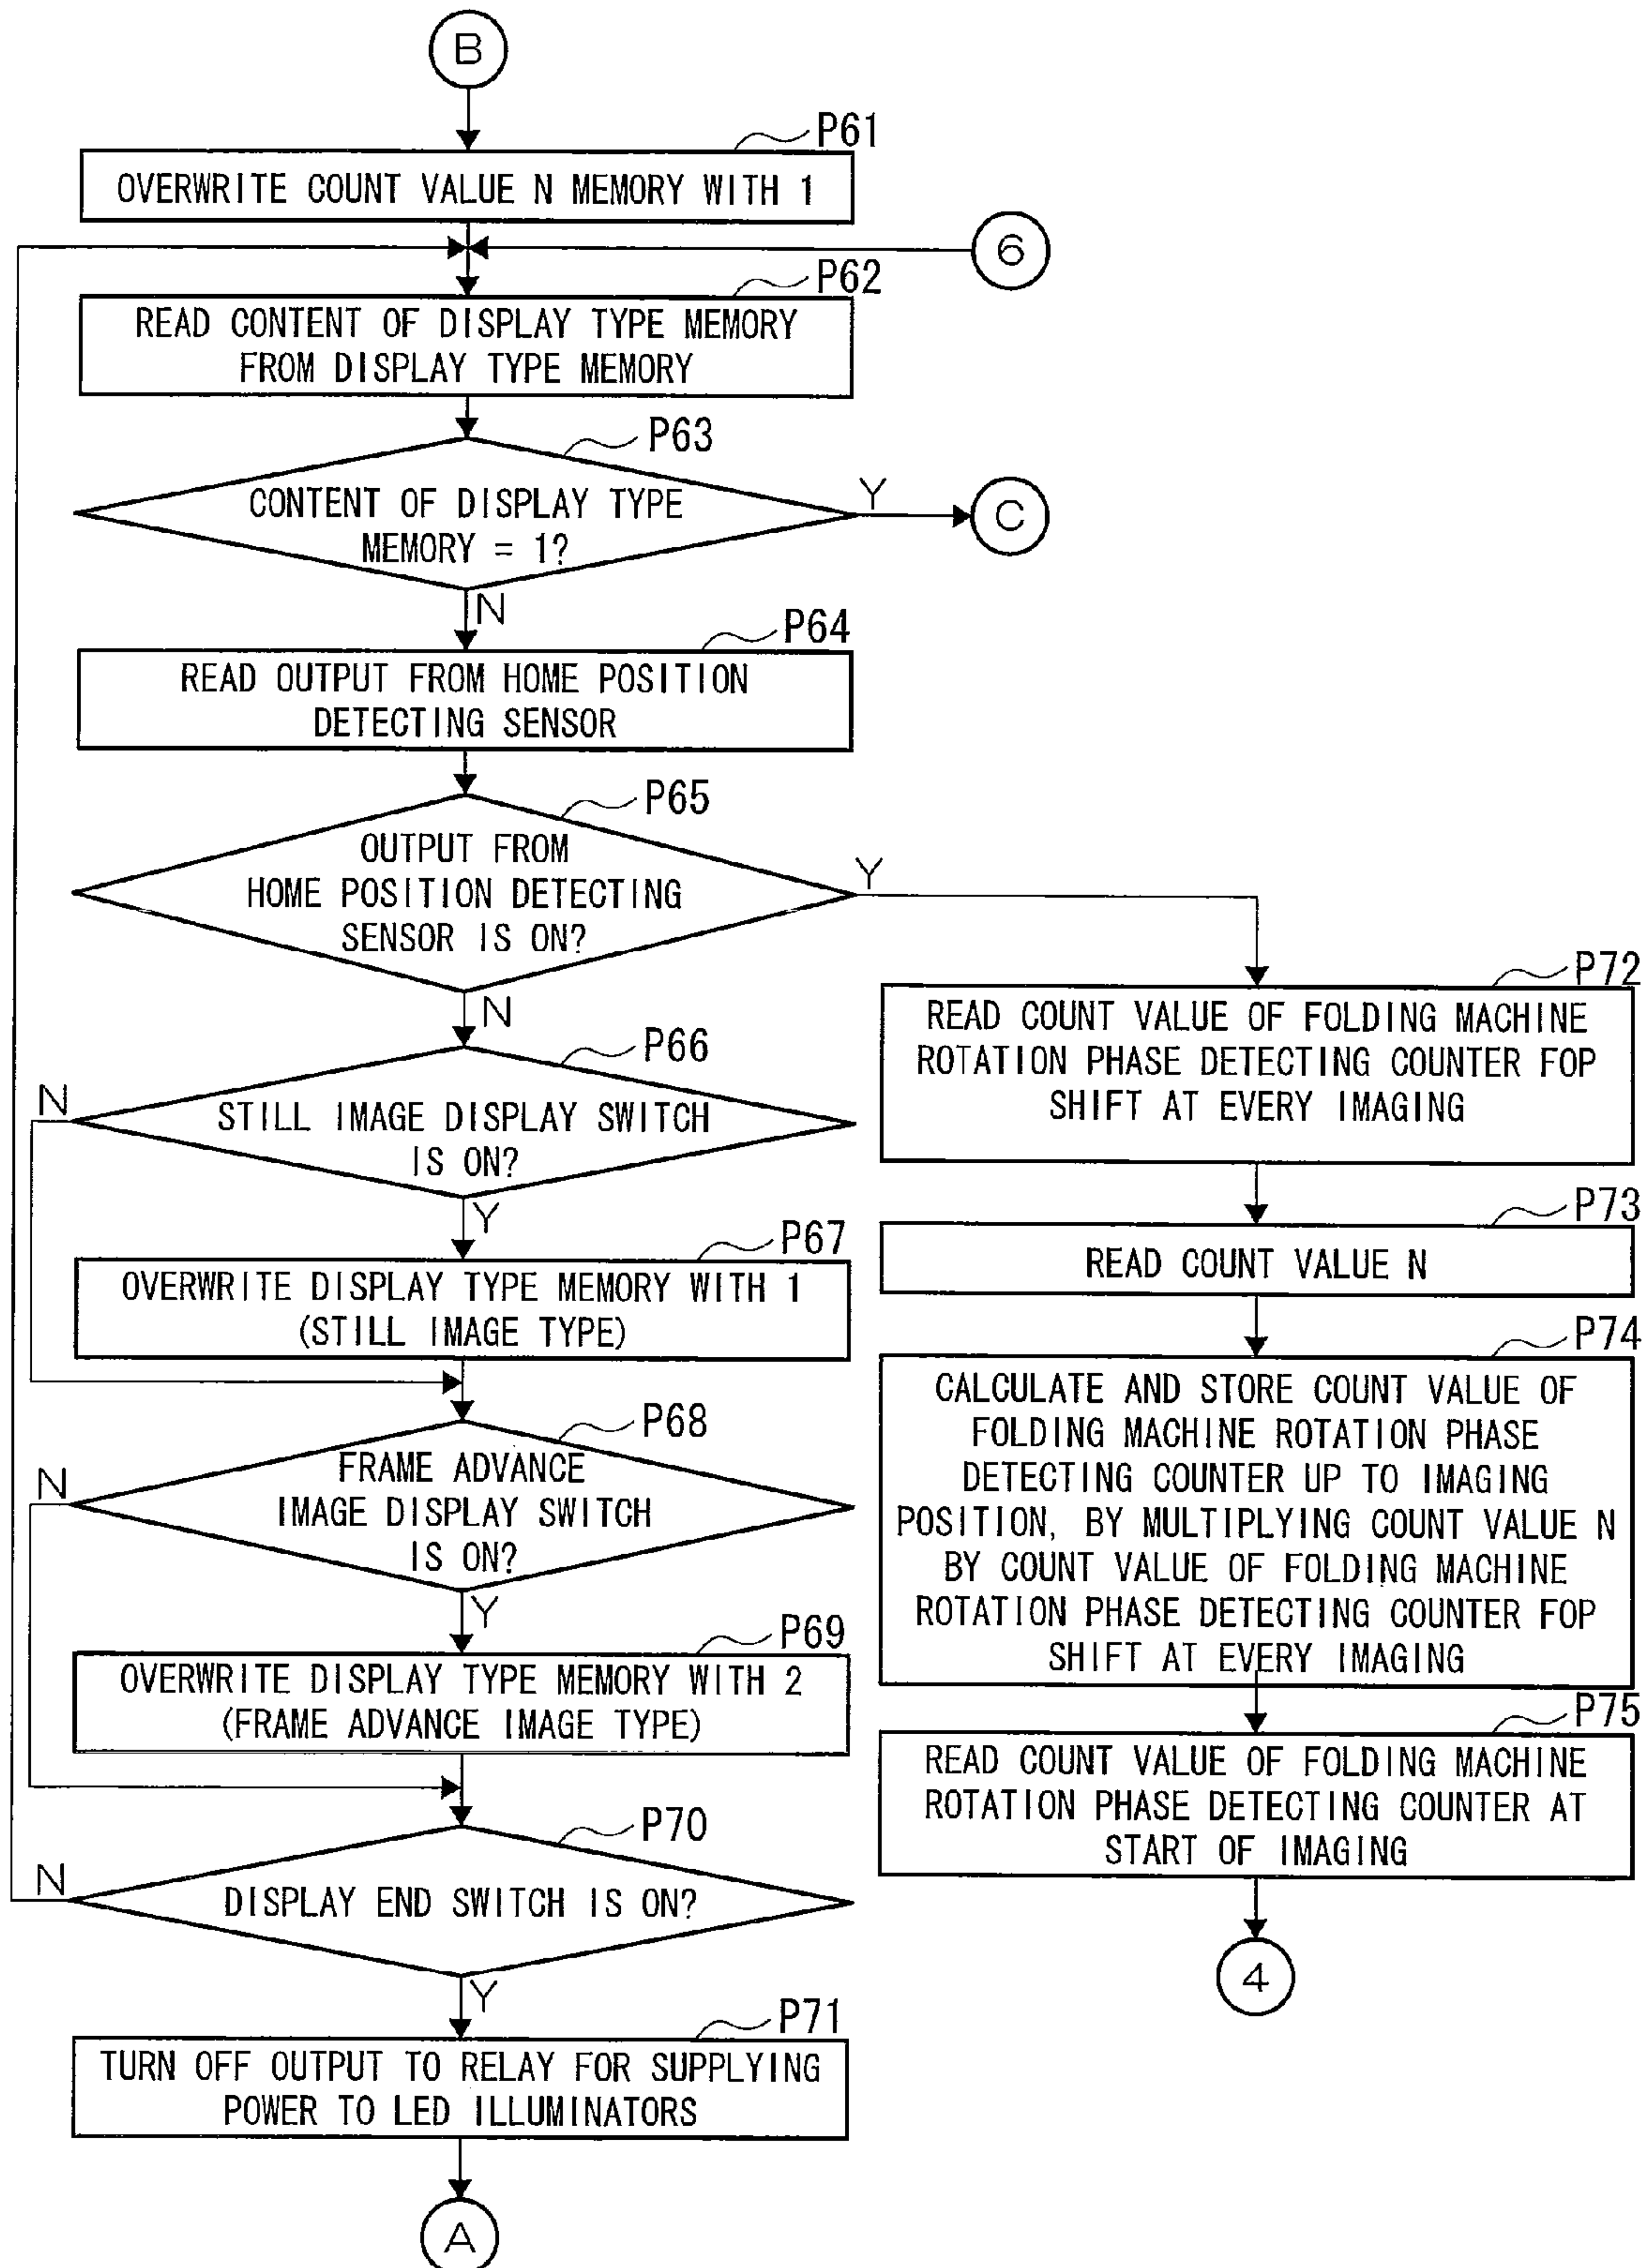 B
P61
OVERWRITE COUNT VALUE N MEMORY WITH 1
6
P62
READ CONTENT OF DISPLAY TYPE MEMORY
FROM DISPLAY TYPE MEMORY
P63
CONTENT OF DISPLAY TYPE
MEMORY = 1?
Y
C
N
P64
READ OUTPUT FROM HOME POSITION
DETECTING SENSOR
P65
OUTPUT FROM
HOME POSITION DETECTING
SENSOR IS ON?
Y
N
P66
STILL IMAGE DISPLAY SWITCH
IS ON?
N
Y
P67
OVERWRITE DISPLAY TYPE MEMORY WITH 1
(STILL IMAGE TYPE)
P68
FRAME ADVANCE
IMAGE DISPLAY SWITCH
IS ON?
N
Y
P69
OVERWRITE DISPLAY TYPE MEMORY WITH 2
(FRAME ADVANCE IMAGE TYPE)
P70
DISPLAY END SWITCH IS ON?
N
Y
P71
TURN OFF OUTPUT TO RELAY FOR SUPPLYING
POWER TO LED ILLUMINATORS
A
P72
READ COUNT VALUE OF FOLDING MACHINE
ROTATION PHASE DETECTING COUNTER FOP
SHIFT AT EVERY IMAGING
P73
READ COUNT VALUE N
P74
CALCULATE AND STORE COUNT VALUE OF
FOLDING MACHINE ROTATION PHASE
DETECTING COUNTER UP TO IMAGING
POSITION, BY MULTIPLYING COUNT VALUE N
BY COUNT VALUE OF FOLDING MACHINE
ROTATION PHASE DETECTING COUNTER FOP
SHIFT AT EVERY IMAGING
P75
READ COUNT VALUE OF FOLDING MACHINE
ROTATION PHASE DETECTING COUNTER AT
START OF IMAGING
4